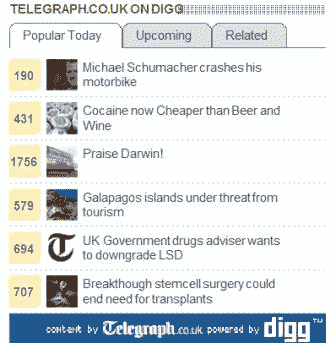 TELEGRAPH.CO.UK ON DIGG
Popular Today
Upcoming
Related
190
Michael Schumacher crashes his
motorbike
431
Cocaine now Cheaper than Beer and
Wine
1756
Praise Darwin!
579
Galapagos islands under threat from
tourism
694
UK Government drugs adviser wants
to downgrade LSD
707
Breakthough stem cell surgery could
end need for transplants
content by Telegraph.co.uk powered by digg™